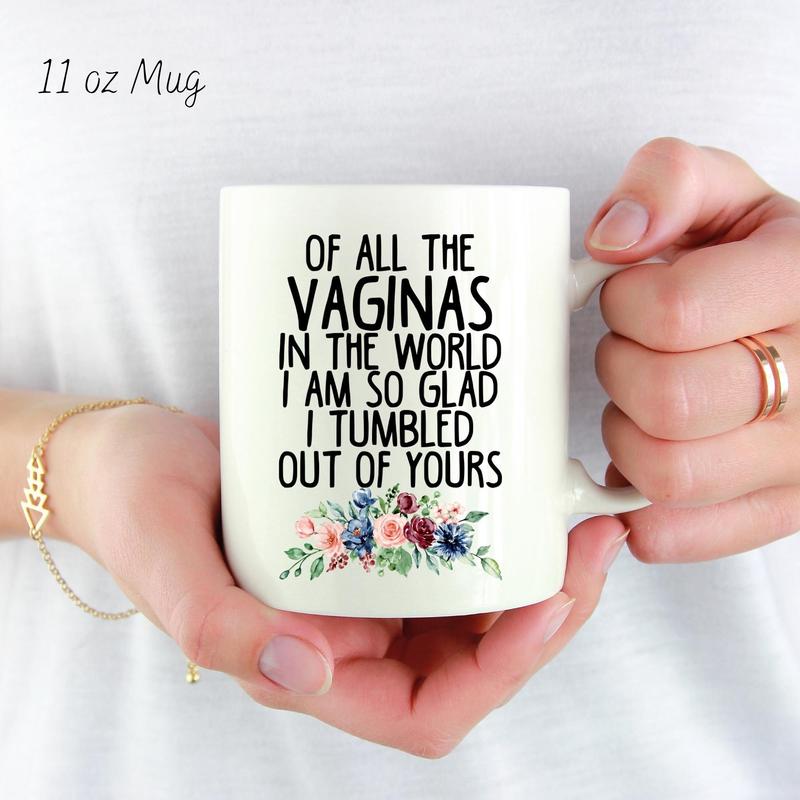 11 oz Mug
OF ALL THE
VAGINAS
IN THE WORLD
I AM SO GLAD
I TUMBLED
OUT OF YOURS